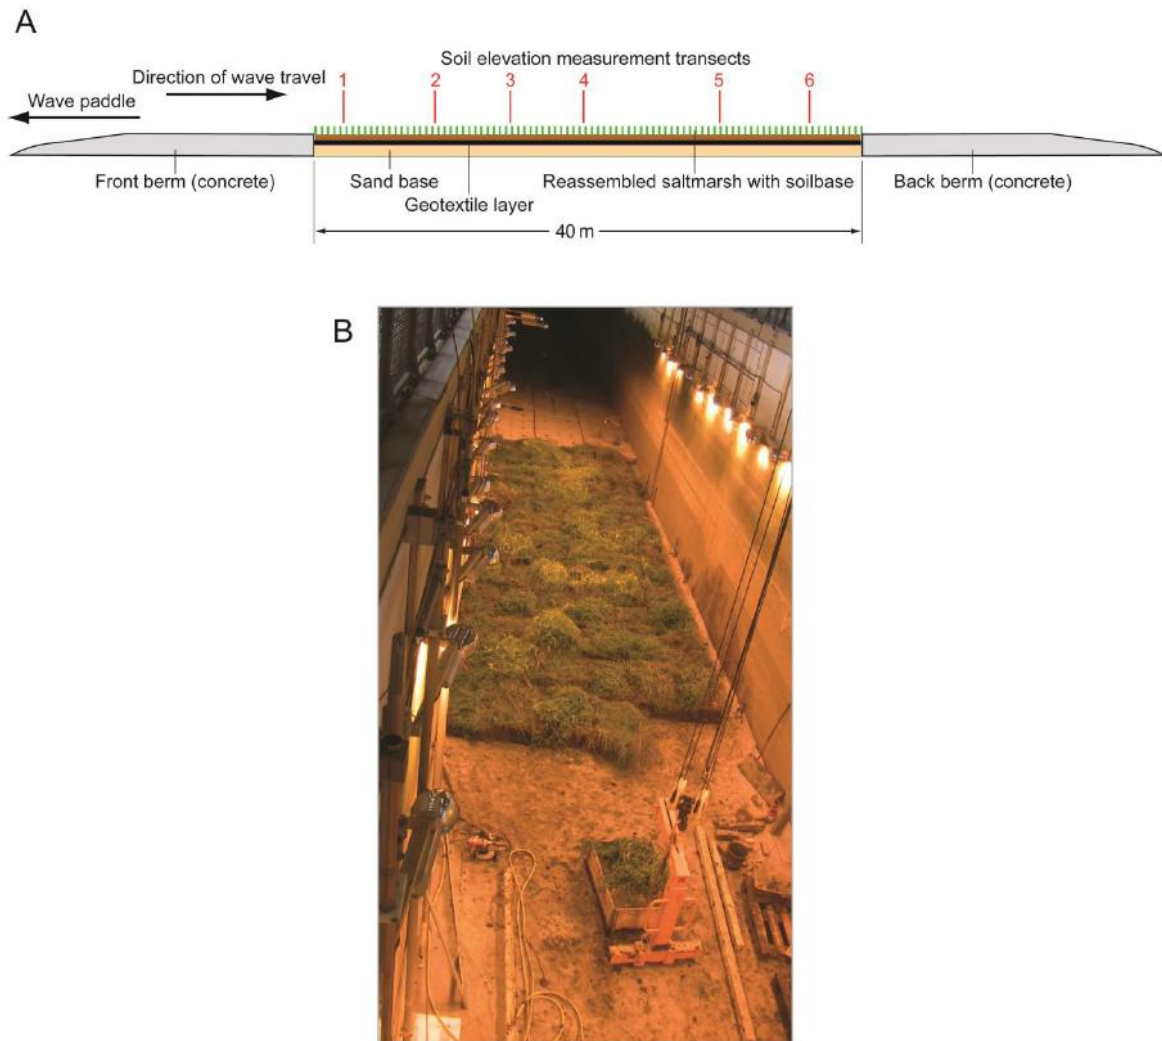 A
Soil elevation measurement transects
Direction of wave travel
1 2 3 4 5 6
Wave paddle
Front berm (concrete)
Sand base
Reassembled saltmarsh with soilbase
Back berm (concrete)
Geotextile layer
40 m
B